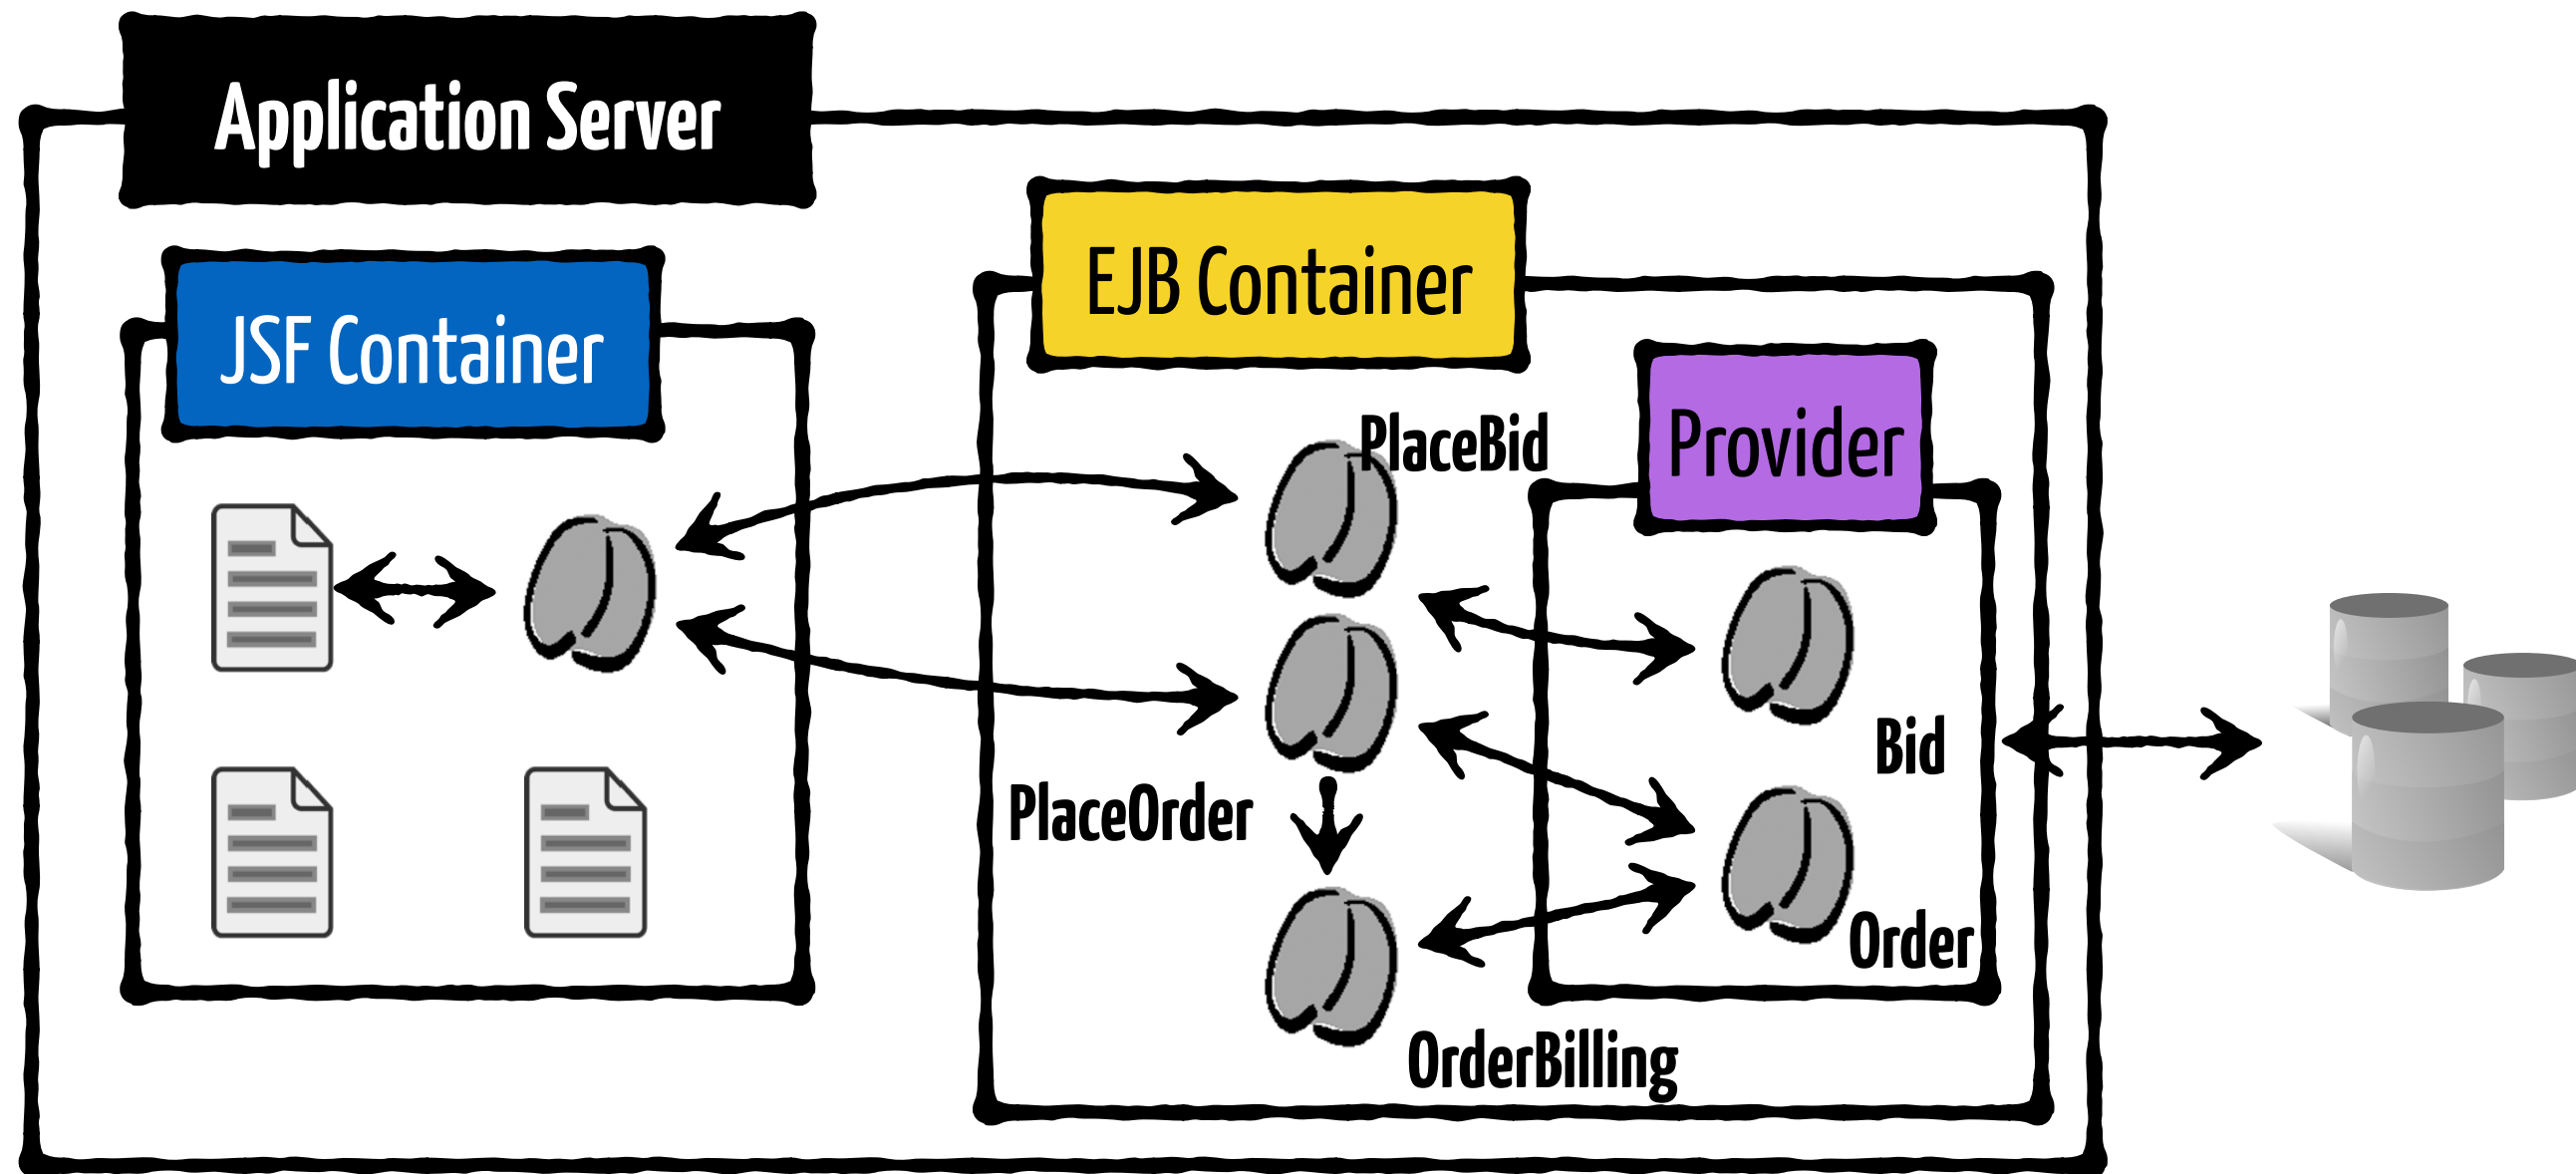 Application Server
EJB Container
JSF Container
PlaceBid
Provider
Bid
PlaceOrder
Order
OrderBilling